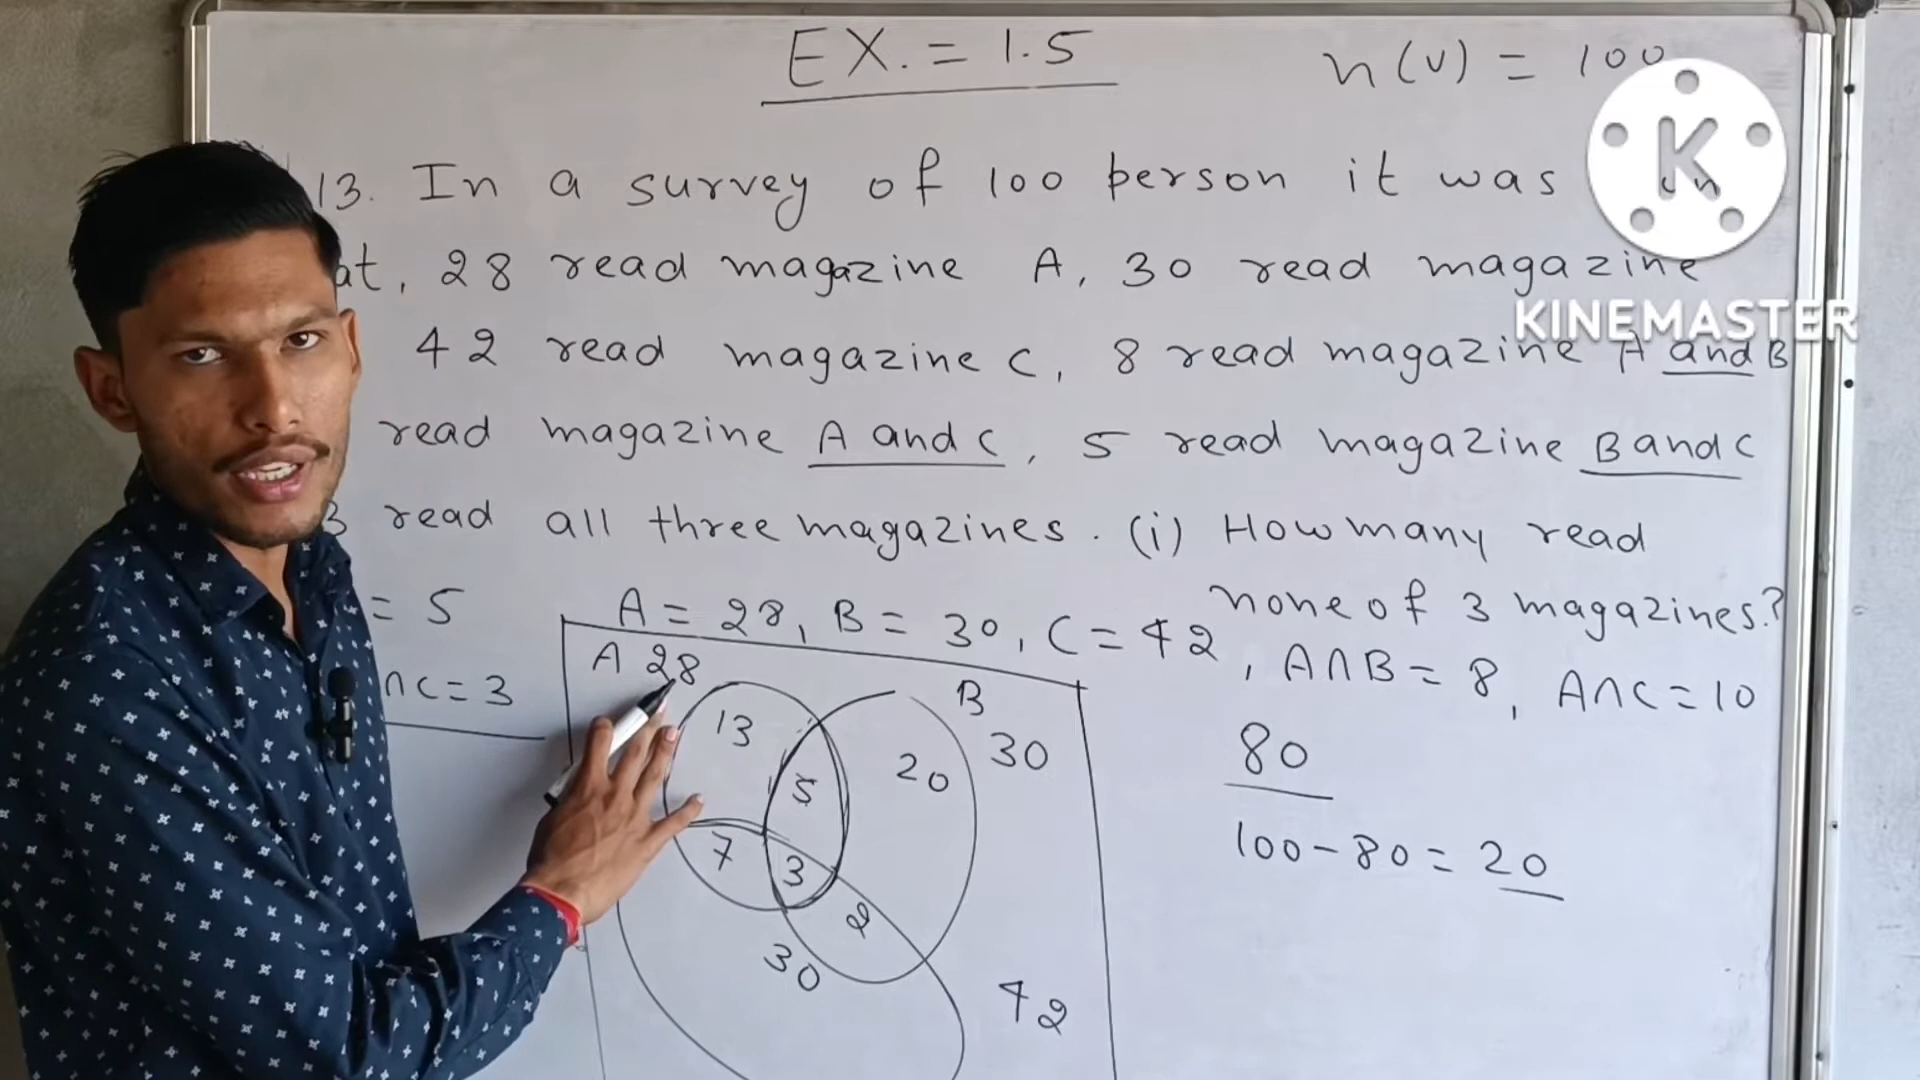 EX. = 1.5
n(U) = 100
13. In a survey of 100 person it was
at, 28 read magazine A, 30 read magazine
KINEMASTER
42 read magazine C, 8 read magazine A and B
read magazine A and C, 5 read magazine B and C
3 read all three magazines. (i) How many read
none of 3 magazines?
= 5
A = 28, B = 30, C = 42, A∩B = 8, A∩C = 10
∩C = 3
A 28
B
30
13
5
20
7
3
2
30
42
80
100 - 80 = 20